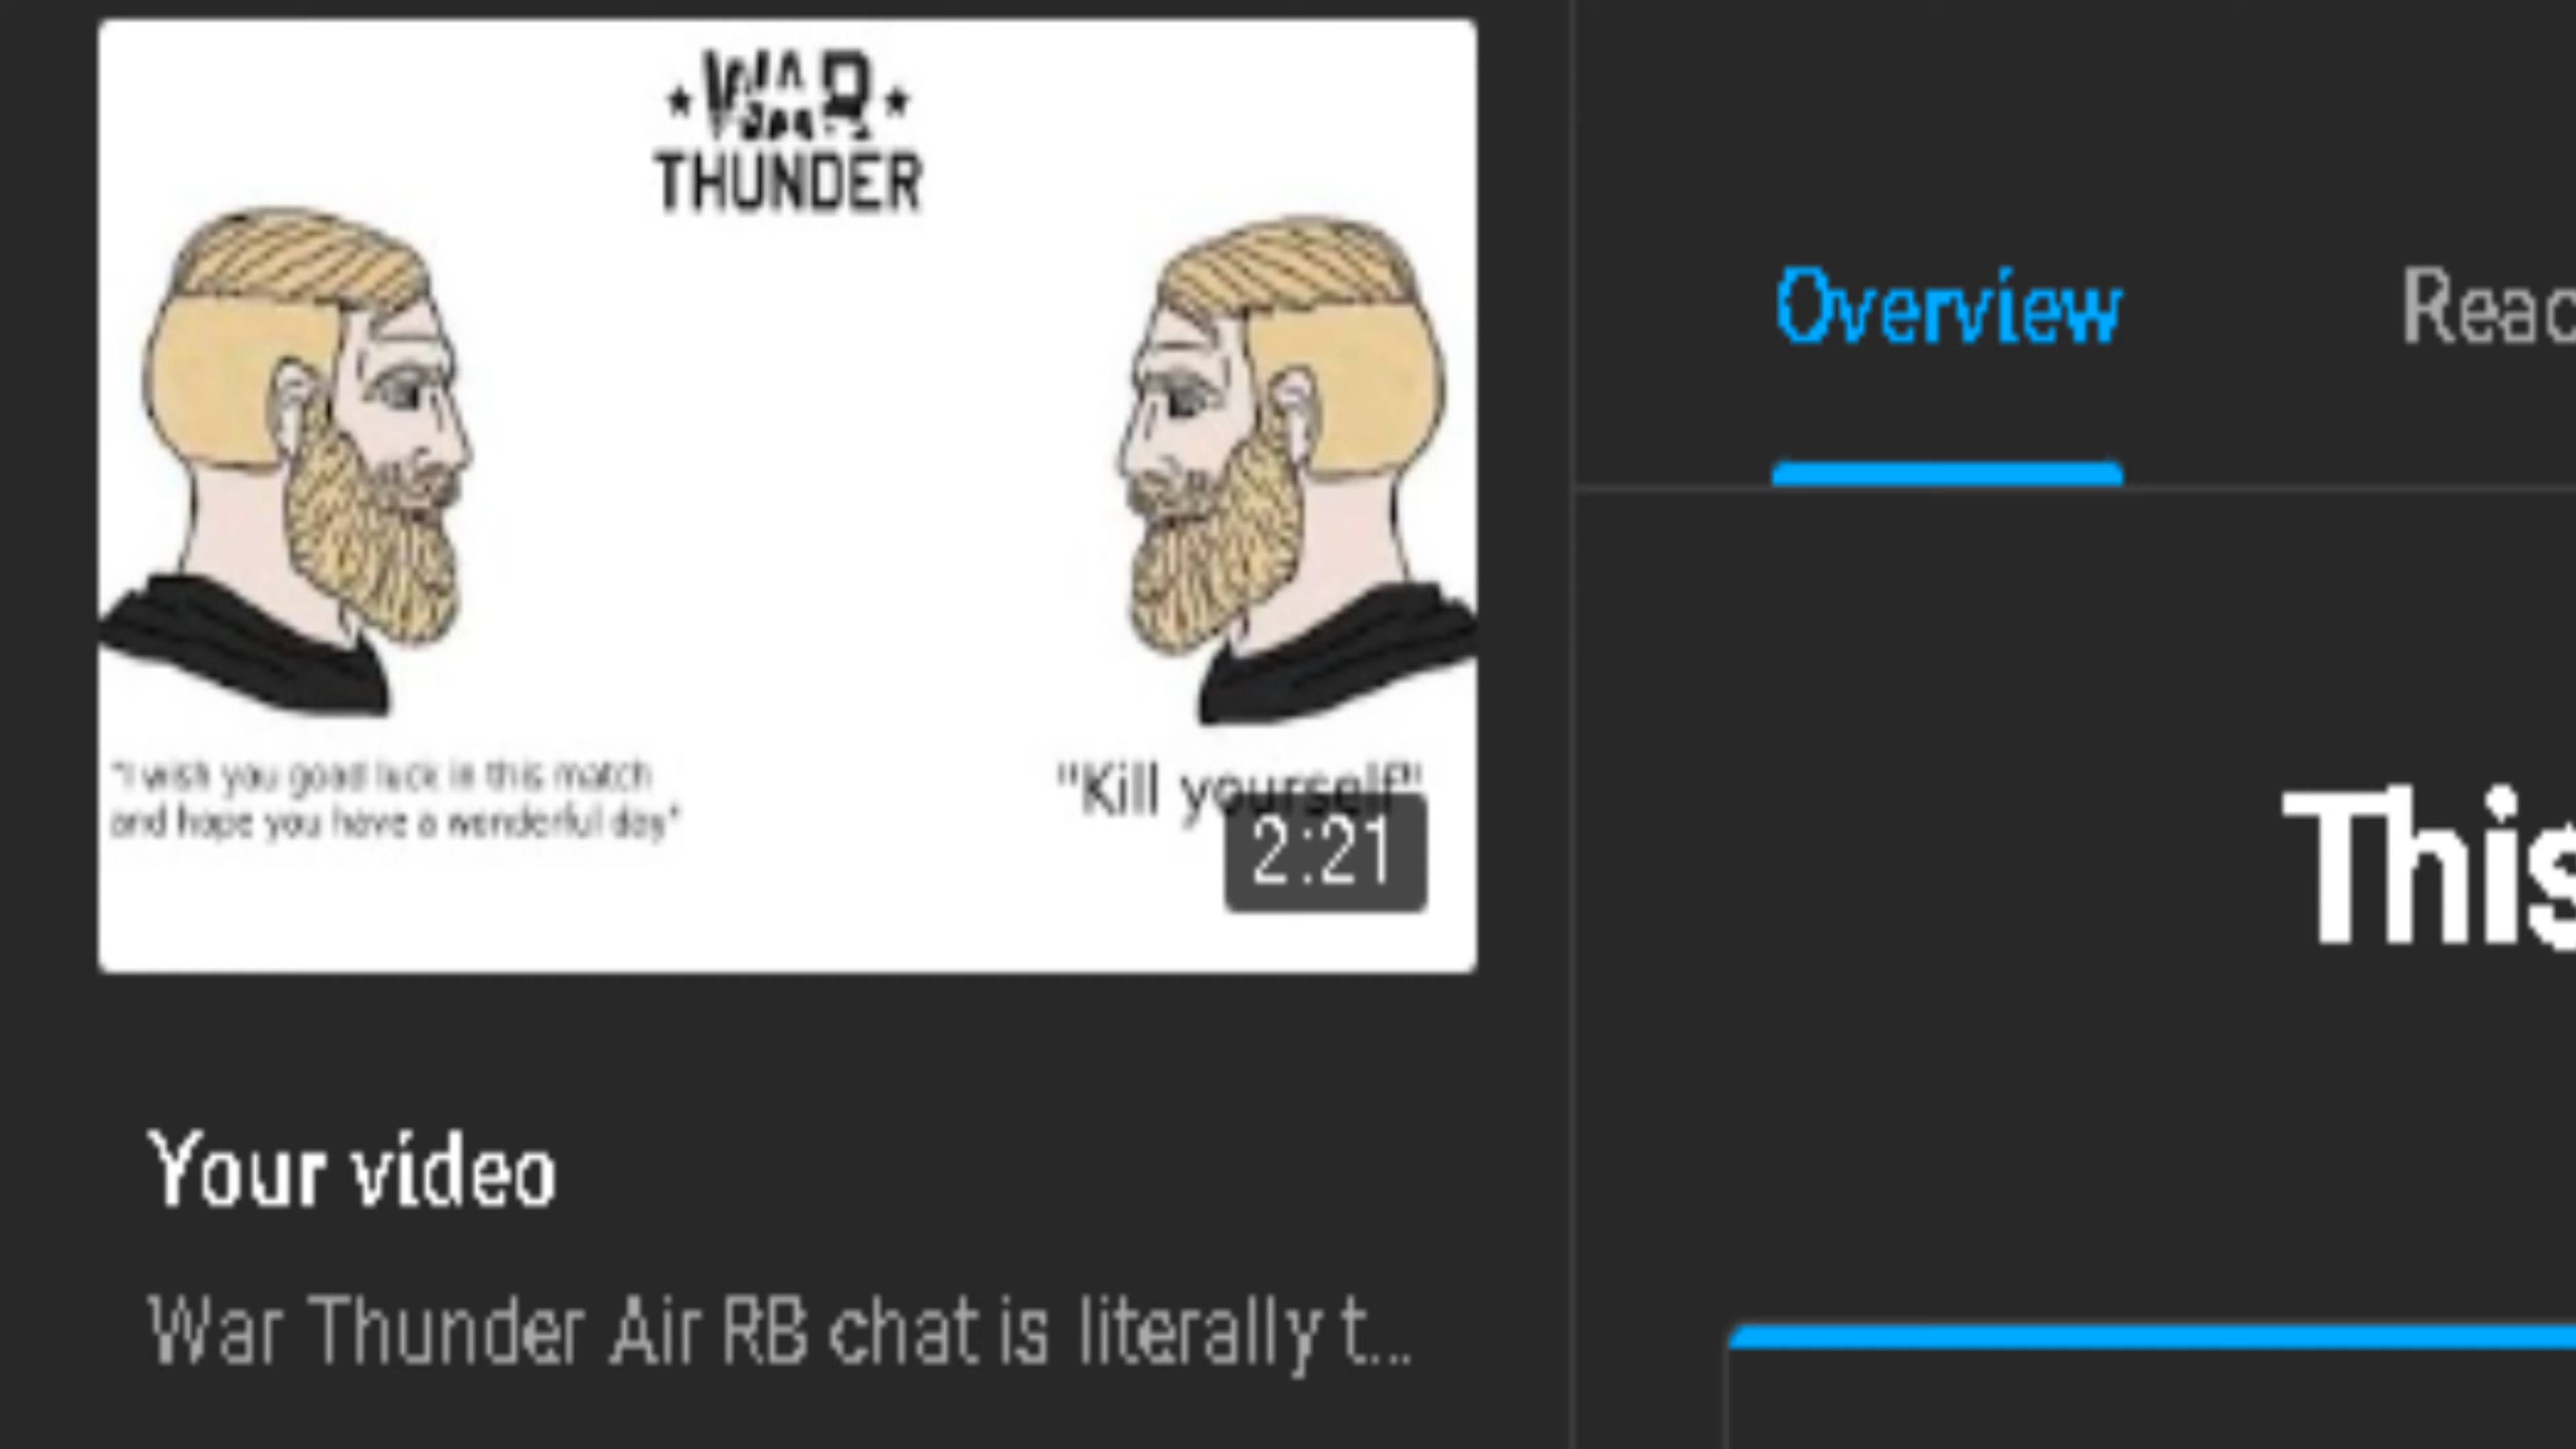 WAR
THUNDER
"I wish you good luck in this match
and hope you have a wonderful day"
"Kill yourself"
2:21
Your video
War Thunder Air RB chat is literally t...
Overview
Reac
This